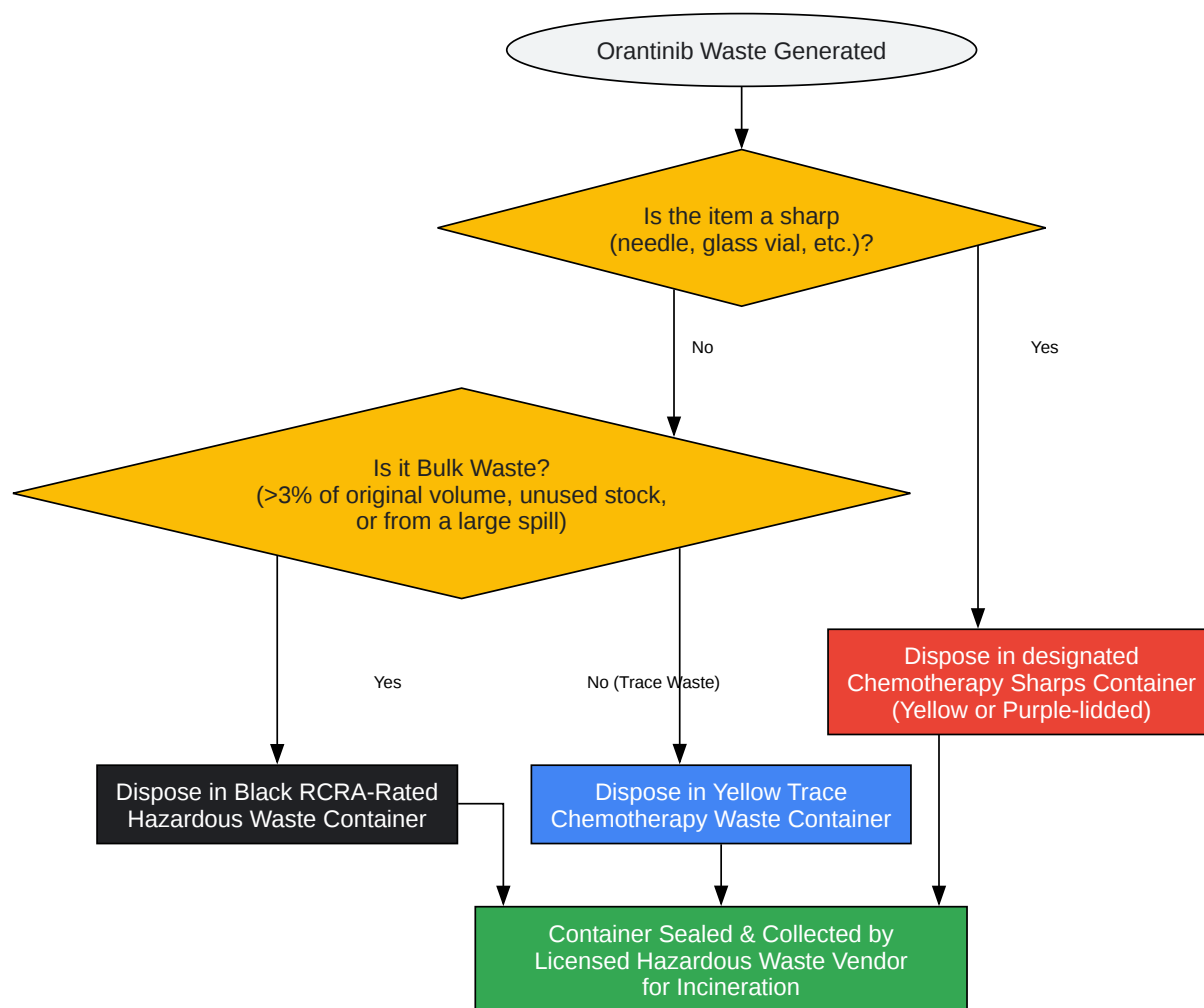 Orantinib Waste Generated
Is the item a sharp
(needle, glass vial, etc.)?
No
Yes
Is it Bulk Waste?
(>3% of original volume, unused stock,
or from a large spill)
Yes
No (Trace Waste)
Dispose in designated
Chemotherapy Sharps Container
(Yellow or Purple-lidded)
Dispose in Black RCRA-Rated
Hazardous Waste Container
Dispose in Yellow Trace
Chemotherapy Waste Container
Container Sealed & Collected by
Licensed Hazardous Waste Vendor
for Incineration